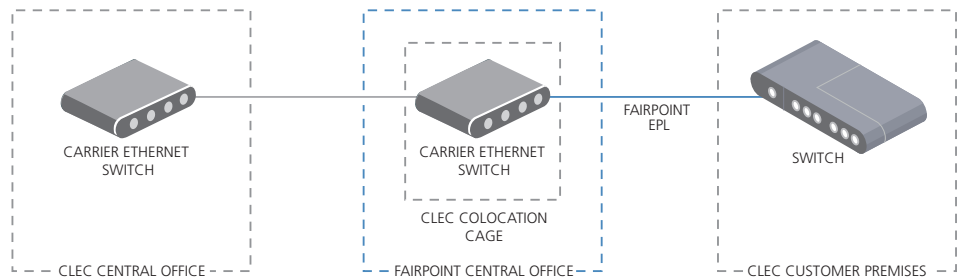 CARRIER ETHERNET
SWITCH
CARRIER ETHERNET
SWITCH
CLEC COLOCATION
CAGE
FAIRPOINT
EPL
SWITCH
CLEC CENTRAL OFFICE
FAIRPOINT CENTRAL OFFICE
CLEC CUSTOMER PREMISES